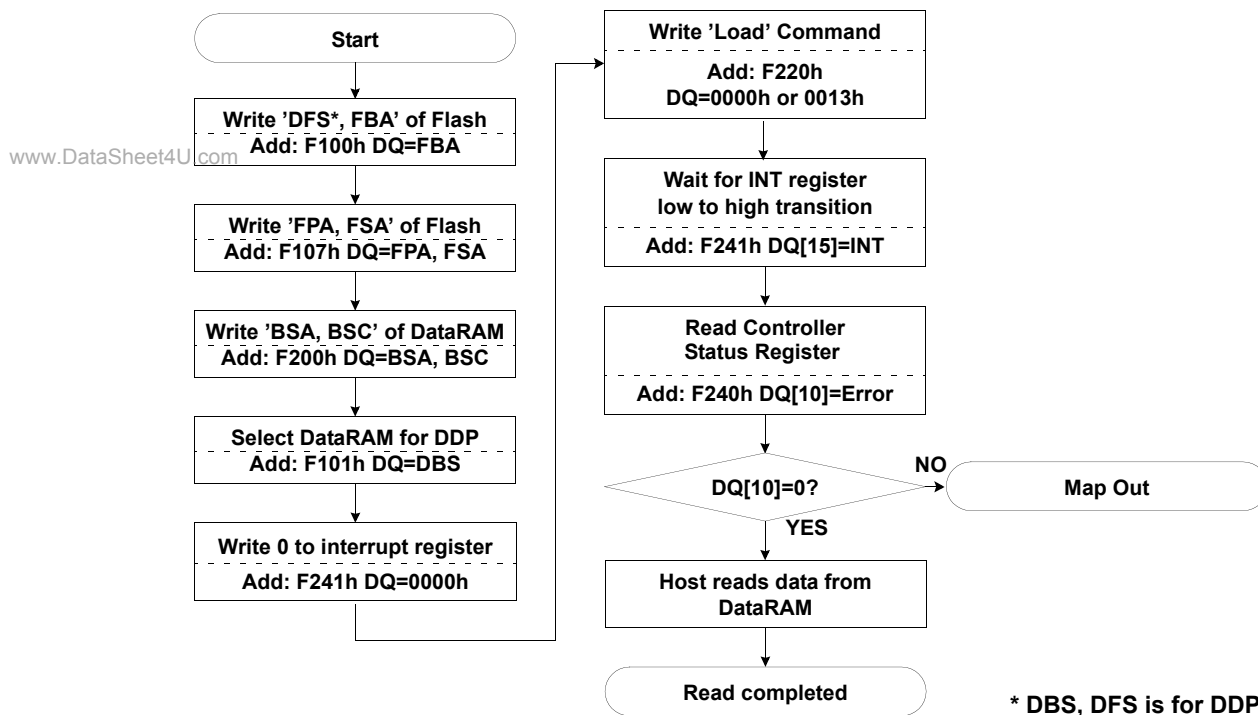 Start
Write 'DFS*, FBA' of Flash
Add: F100h DQ=FBA
www.DataSheet4U.com
Write 'FPA, FSA' of Flash
Add: F107h DQ=FPA, FSA
Write 'BSA, BSC' of DataRAM
Add: F200h DQ=BSA, BSC
Select DataRAM for DDP
Add: F101h DQ=DBS
Write 0 to interrupt register
Add: F241h DQ=0000h
Write 'Load' Command
Add: F220h
DQ=0000h or 0013h
Wait for INT register
low to high transition
Add: F241h DQ[15]=INT
Read Controller
Status Register
Add: F240h DQ[10]=Error
DQ[10]=0?
NO
Map Out
YES
Host reads data from
DataRAM
Read completed
* DBS, DFS is for DDP